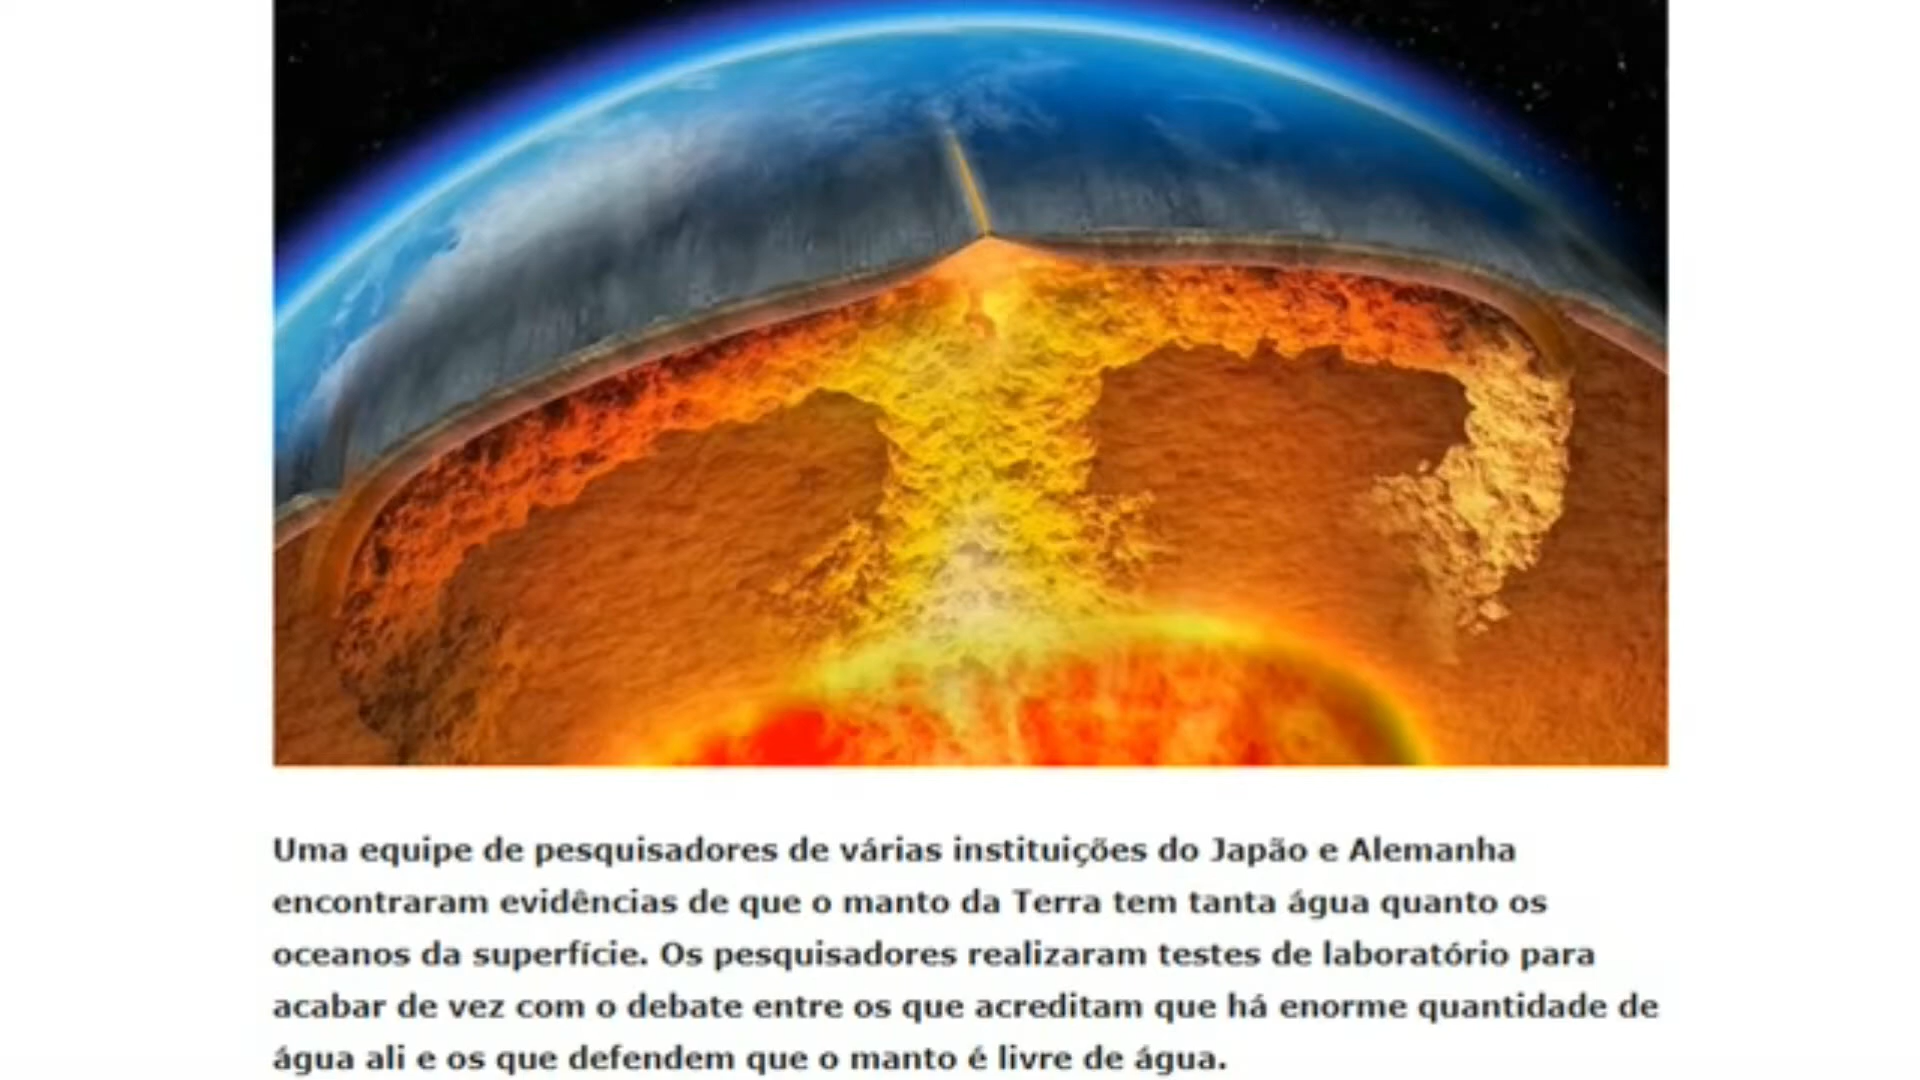 Uma equipe de pesquisadores de várias instituições do Japão e Alemanha
encontraram evidências de que o manto da Terra tem tanta água quanto os
oceanos da superfície. Os pesquisadores realizaram testes de laboratório para
acabar de vez com o debate entre os que acreditam que há enorme quantidade de
água ali e os que defendem que o manto é livre de água.